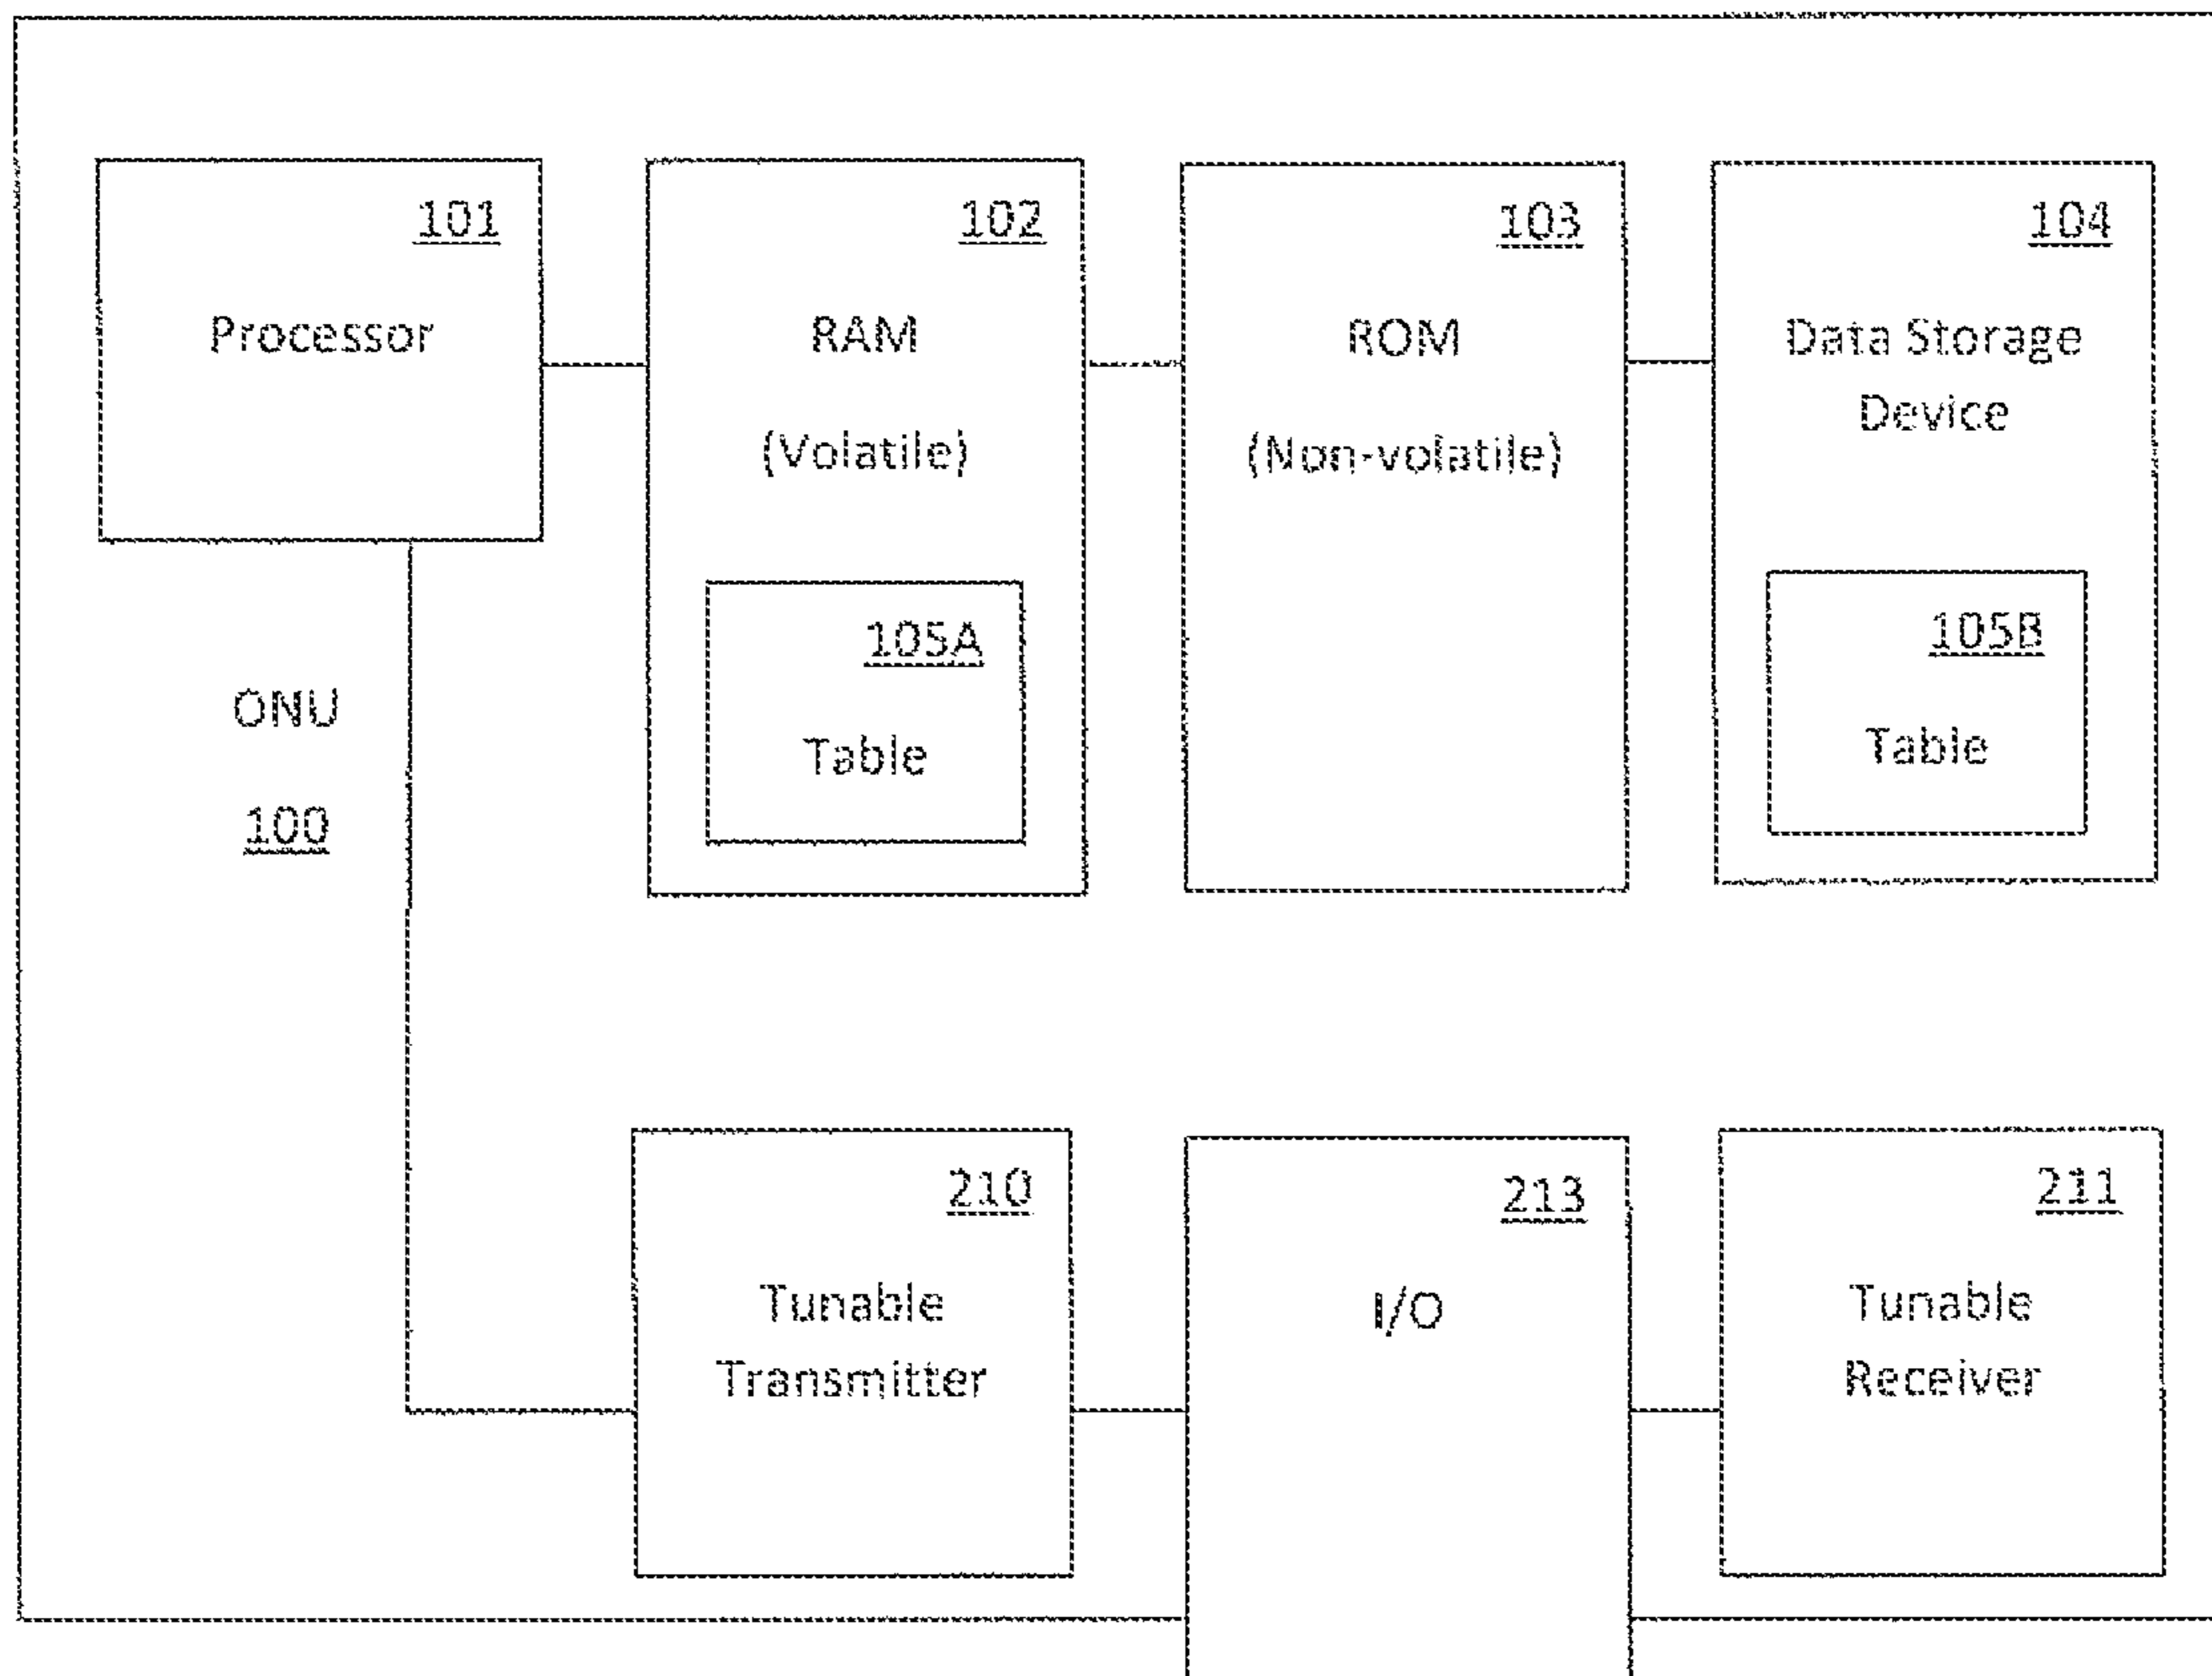 101
Processor
102
RAM
(Volatile)
105A
Table
103
ROM
(Non-volatile)
104
Data Storage
Device
105B
Table
ONU
100
210
Tunable
Transmitter
213
I/O
211
Tunable
Receiver